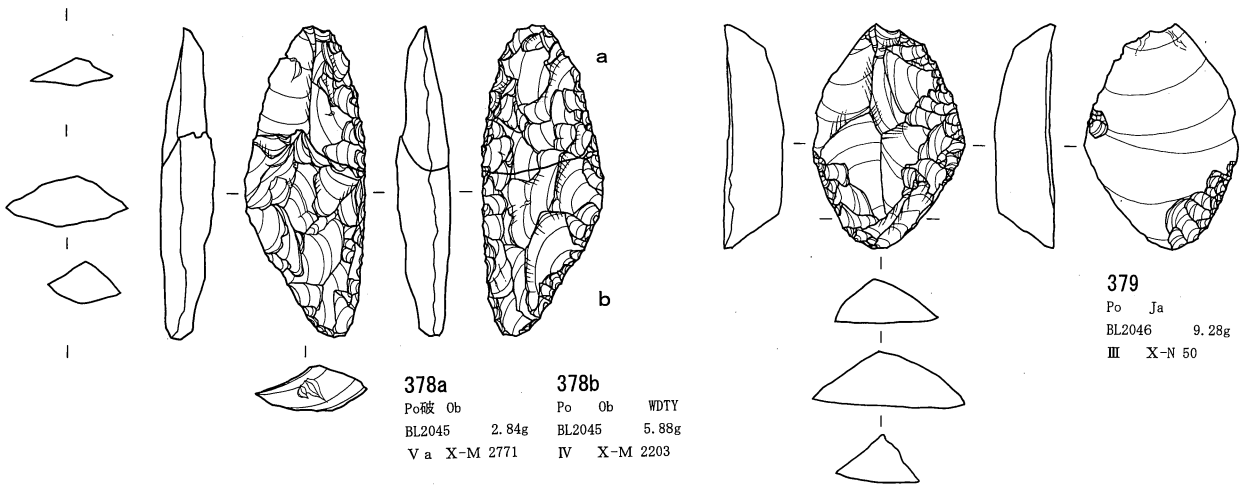 a
b
378a
Po破 Ob
BL2045 2.84g
Ⅴa X-M 2771
378b
Po Ob WDTY
BL2045 5.88g
Ⅳ X-M 2203
379
Po Ja
BL2046 9.28g
Ⅲ X-N 50